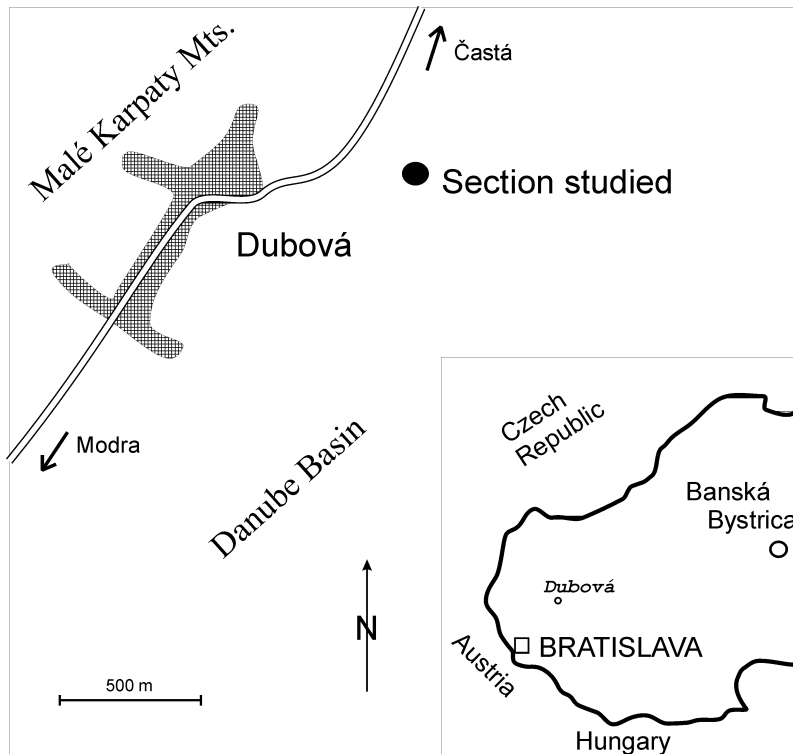 Častá
Malé Karpaty Mts.
Section studied
Dubová
Modra
Danube Basin
N
500 m
Czech
Republic
Banská
Bystrica
Dubová
BRATISLAVA
Austria
Hungary